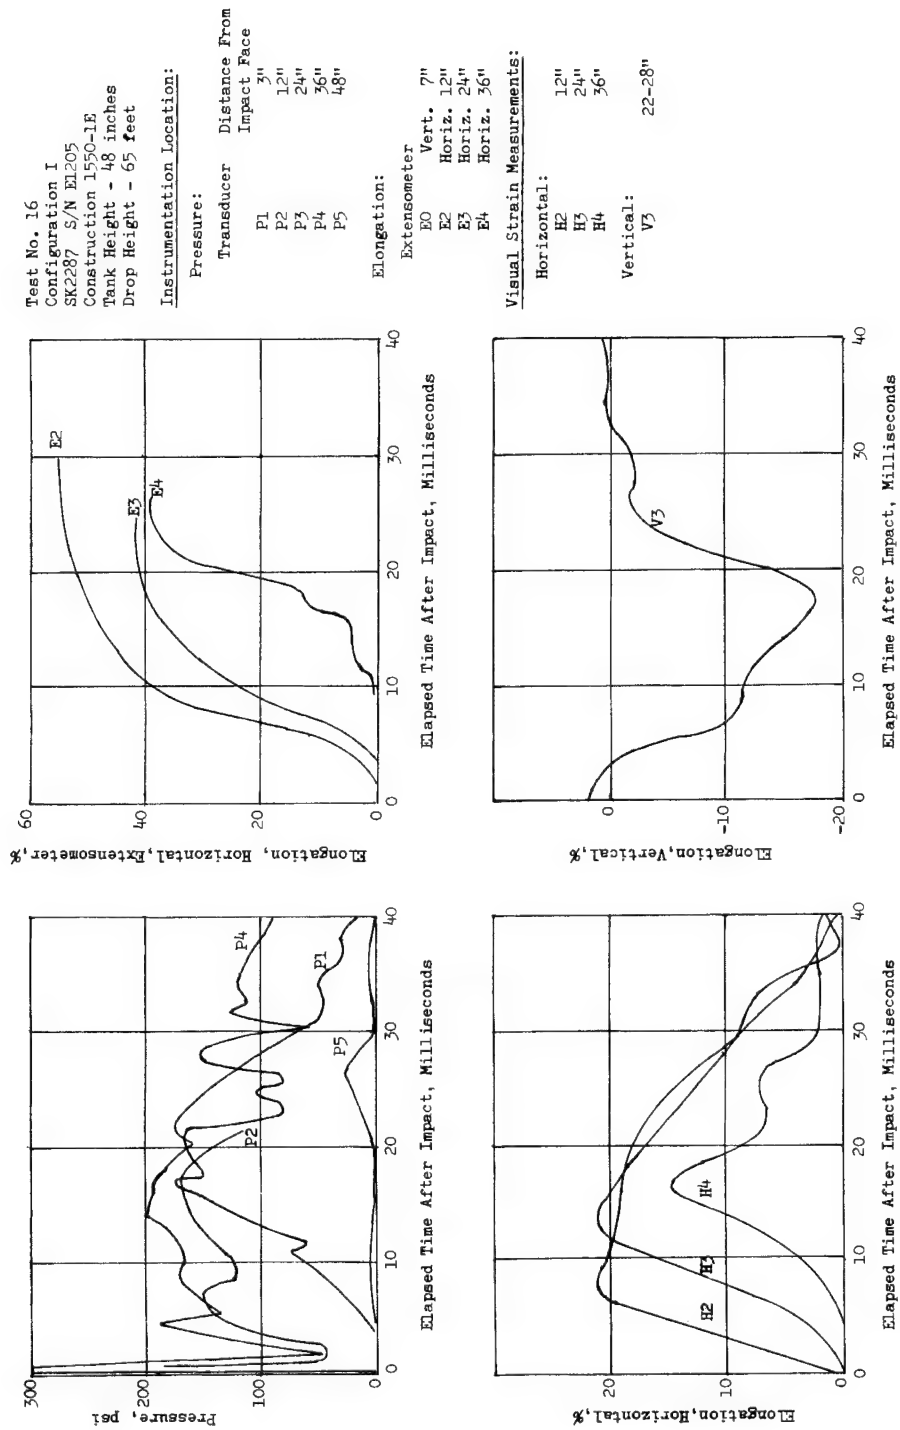 Test No. 16
Configuration I
SK2287 S/N E1205
Construction 1550-1E
Tank Height - 48 inches
Drop Height - 65 feet
Instrumentation Location:
Pressure:
Transducer Distance From
Impact Face
P1 3"
P2 12"
P3 24"
P4 36"
P5 48"
Elongation:
Extensometer
EO Vert. 7"
E2 Horiz. 12"
E3 Horiz. 24"
E4 Horiz. 36"
Visual Strain Measurements:
Horizontal:
H2 12"
H3 24"
H4 36"
Vertical:
V3 22-28"
Pressure, psi
300
200
100
0
0 10 20 30 40
P4
P1
P5
P2
Elapsed Time After Impact, Milliseconds
Elongation, Horizontal, Extensometer, %
60
40
20
0
0 10 20 30 40
E2
E3
E4
Elapsed Time After Impact, Milliseconds
Elongation, Horizontal, %
20
10
0
0 10 20 30 40
H2
H3
H4
Elapsed Time After Impact, Milliseconds
Elongation, Vertical, %
0
-10
-20
0 10 20 30 40
V3
Elapsed Time After Impact, Milliseconds